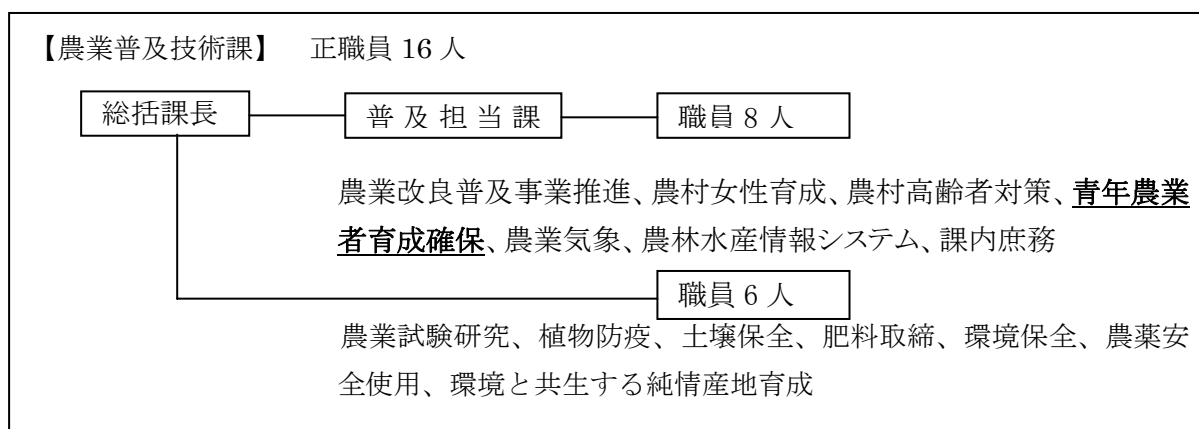 【農業普及技術課】　正職員 16 人
総括課長　普 及 担 当 課　職員 8 人
農業改良普及事業推進、農村女性育成、農村高齢者対策、青年農業
者育成確保、農業気象、農林水産情報システム、課内庶務
職員 6 人
農業試験研究、植物防疫、土壌保全、肥料取締、環境保全、農薬安
全使用、環境と共生する純情産地育成